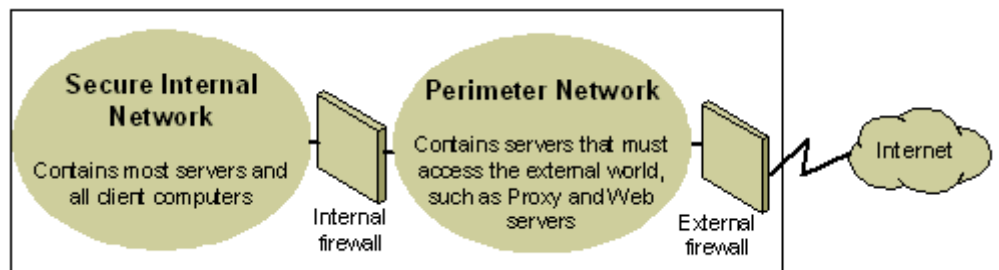 Secure Internal
Network
Contains most servers and
all client computers
Internal
firewall
Perimeter Network
Contains servers that must
access the external world,
such as Proxy and Web
servers
External
firewall
Internet